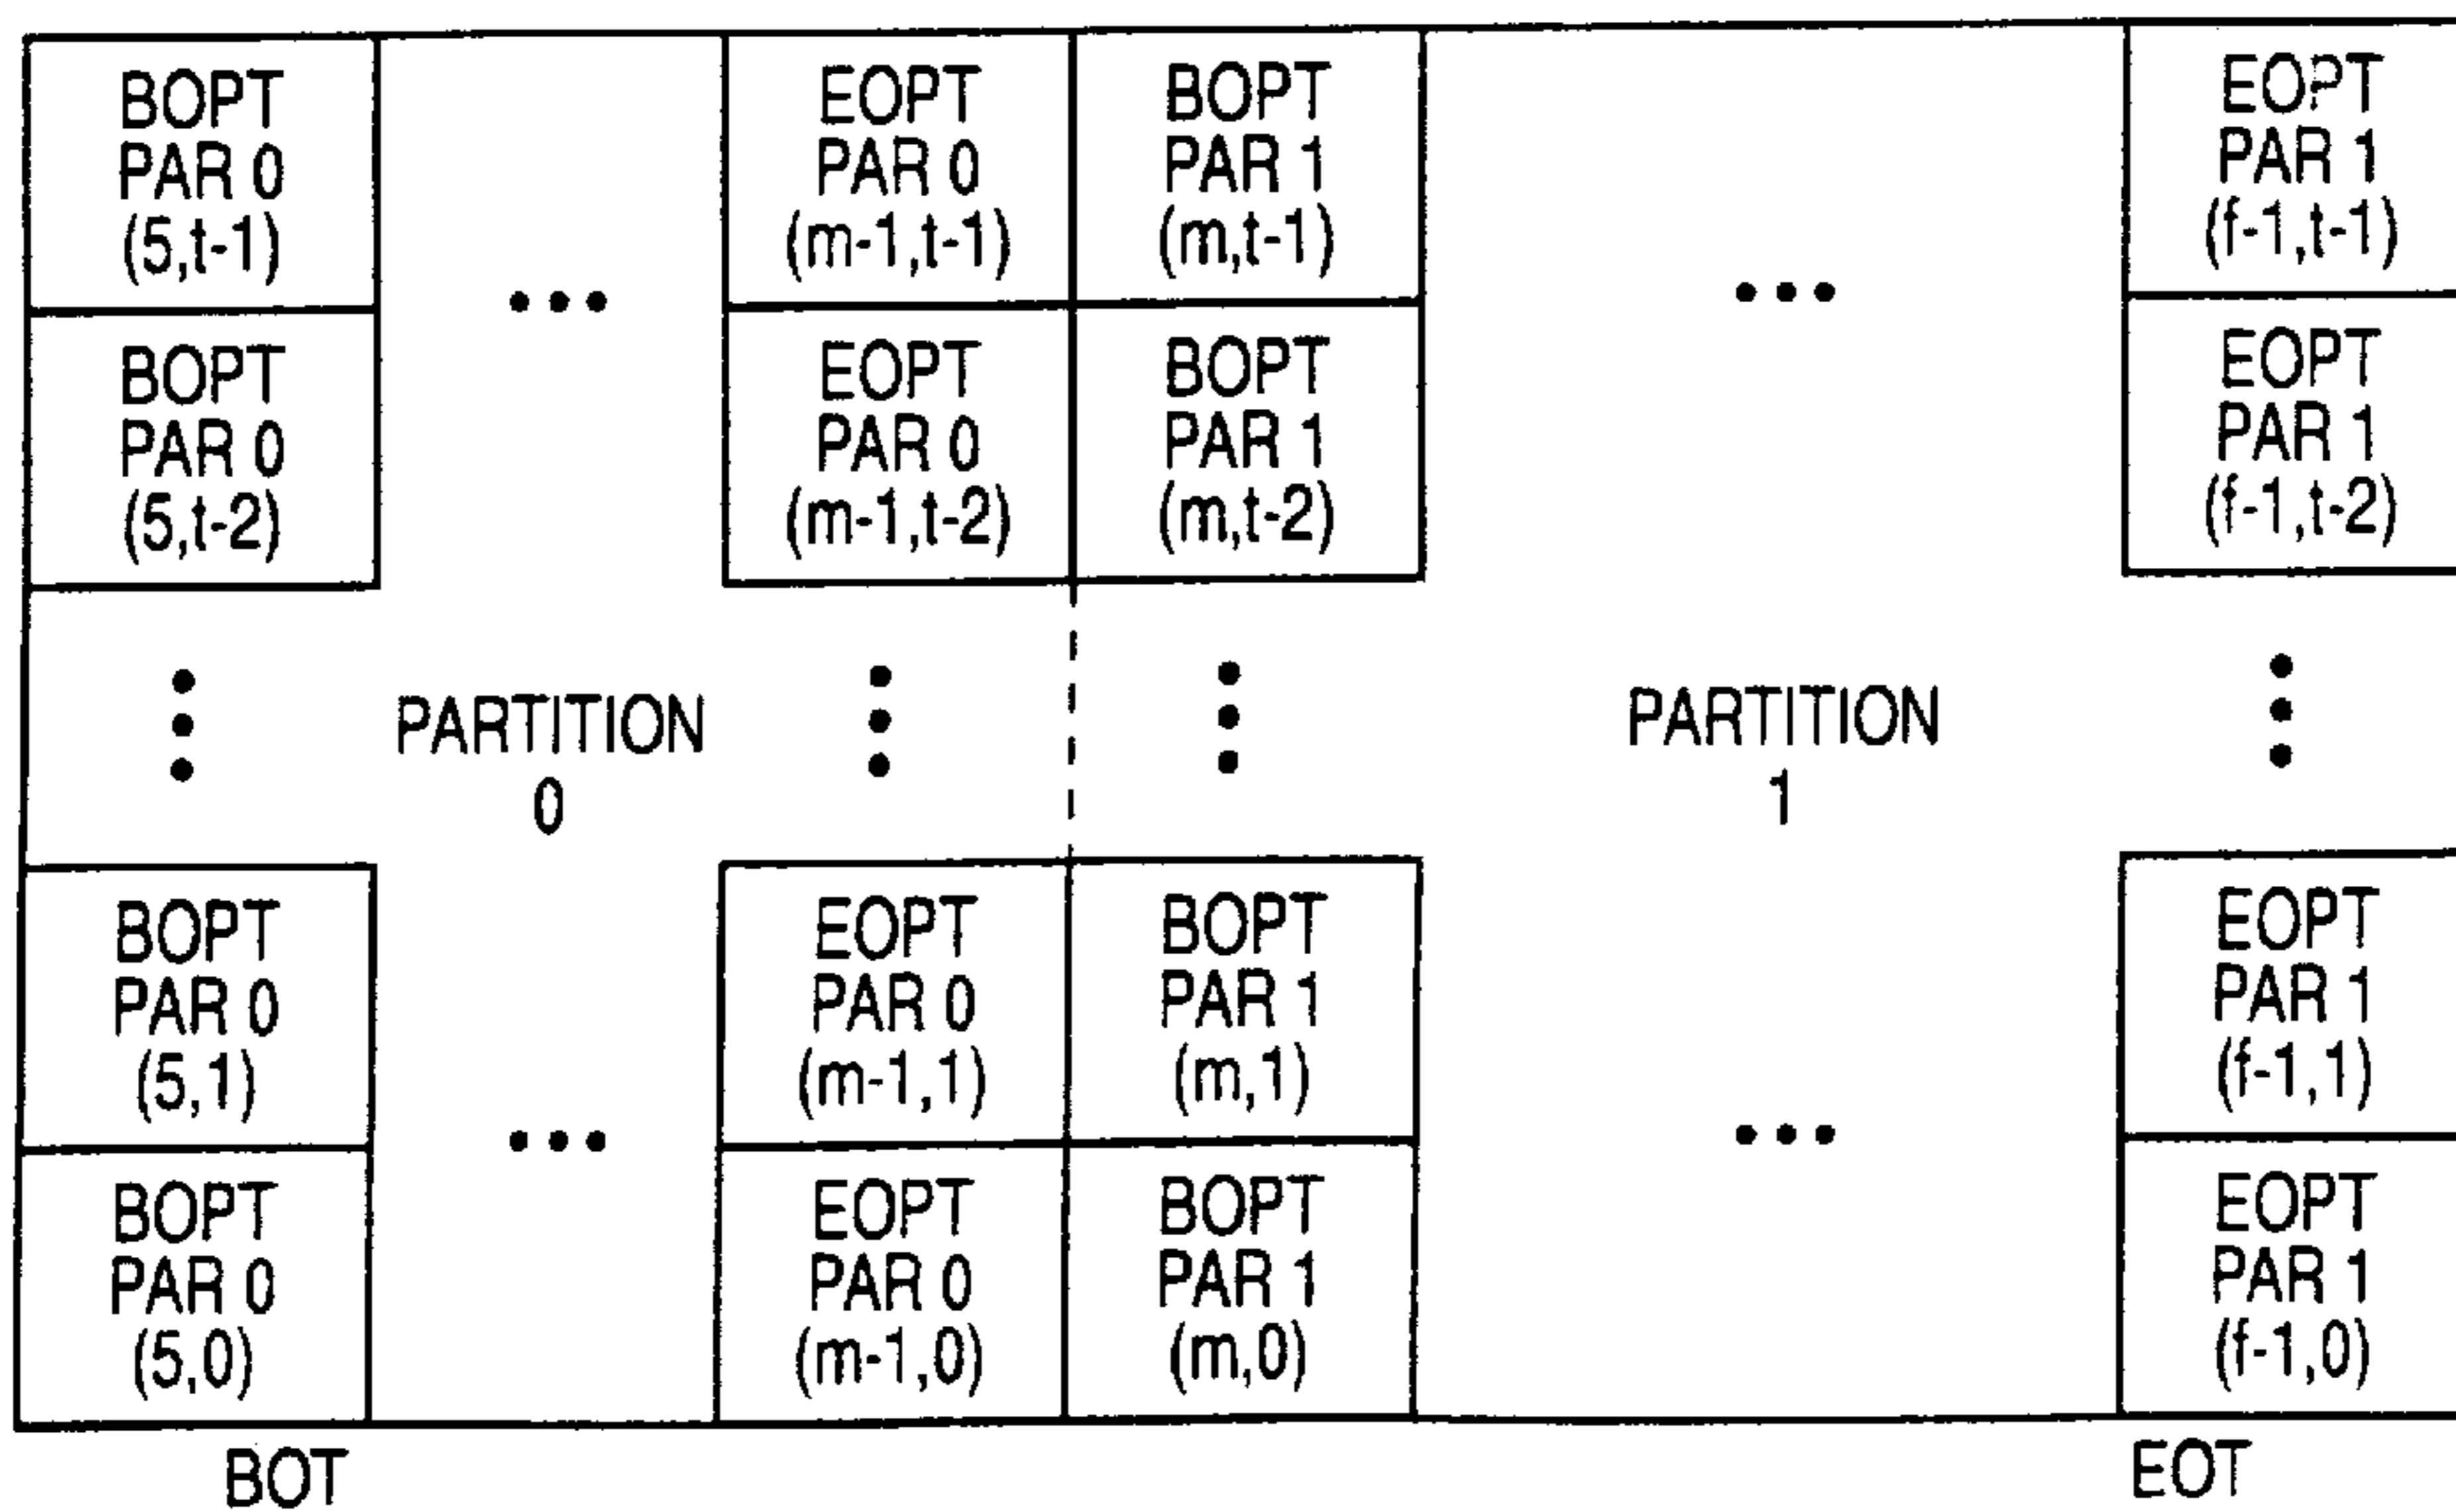 BOPT
PAR 0
(5,t-1)
EOPT
PAR 0
(m-1,t-1)
BOPT
PAR 1
(m,t-1)
EOPT
PAR 1
(f-1,t-1)
BOPT
PAR 0
(5,t-2)
EOPT
PAR 0
(m-1,t-2)
BOPT
PAR 1
(m,t-2)
EOPT
PAR 1
(f-1,t-2)
PARTITION
0
PARTITION
1
BOPT
PAR 0
(5,1)
EOPT
PAR 0
(m-1,1)
BOPT
PAR 1
(m,1)
EOPT
PAR 1
(f-1,1)
BOPT
PAR 0
(5,0)
EOPT
PAR 0
(m-1,0)
BOPT
PAR 1
(m,0)
EOPT
PAR 1
(f-1,0)
BOT
EOT